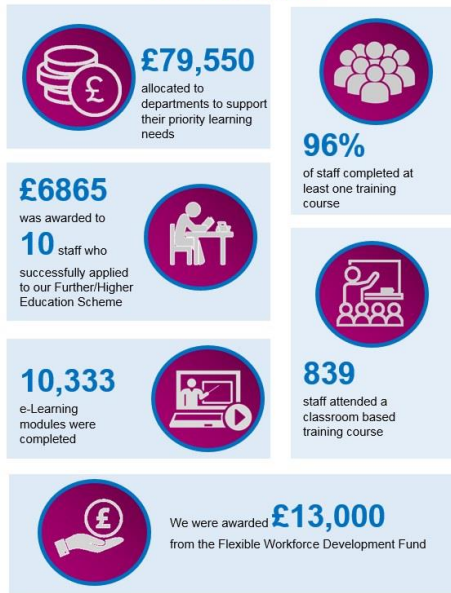 £79,550
allocated to
departments to support
their priority learning
needs
96%
of staff completed at
least one training
course
£6865
was awarded to
10 staff who
successfully applied
to our Further/Higher
Education Scheme
839
staff attended a
classroom based
training course
10,333
e-Learning
modules were
completed
We were awarded £13,000
from the Flexible Workforce Development Fund